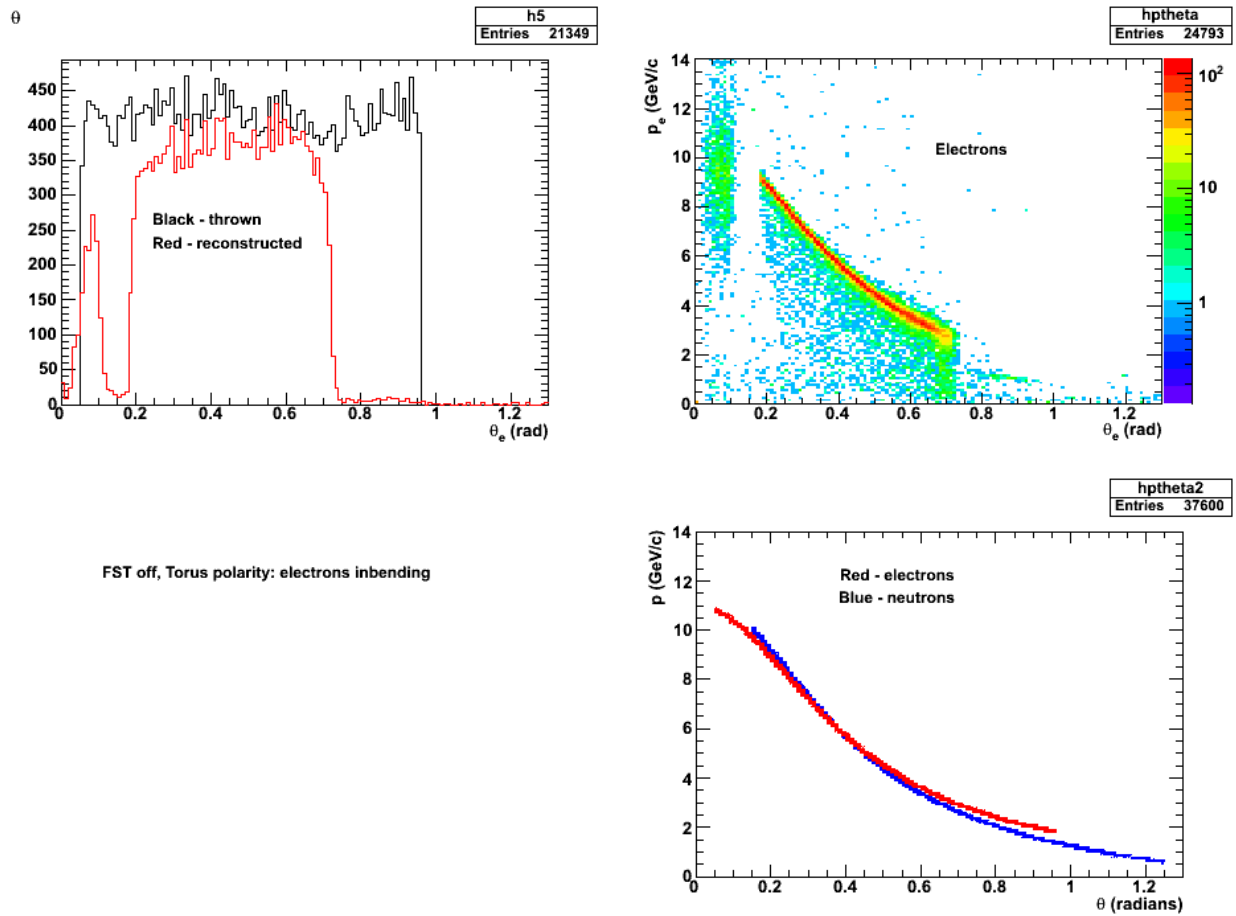 θ
h5
Entries 21349
450
400
350
300
250
200
150
100
50
0
0 0.2 0.4 0.6 0.8 1 1.2
θe (rad)
Black - thrown
Red - reconstructed
hptheta
Entries 24793
pe (GeV/c)
14
12
10
8
6
4
2
0
0 0.2 0.4 0.6 0.8 1 1.2
θe (rad)
Electrons
10²
10
1
FST off, Torus polarity: electrons inbending
hptheta2
Entries 37600
p (GeV/c)
14
12
10
8
6
4
2
0
0 0.2 0.4 0.6 0.8 1 1.2
θ (radians)
Red - electrons
Blue - neutrons